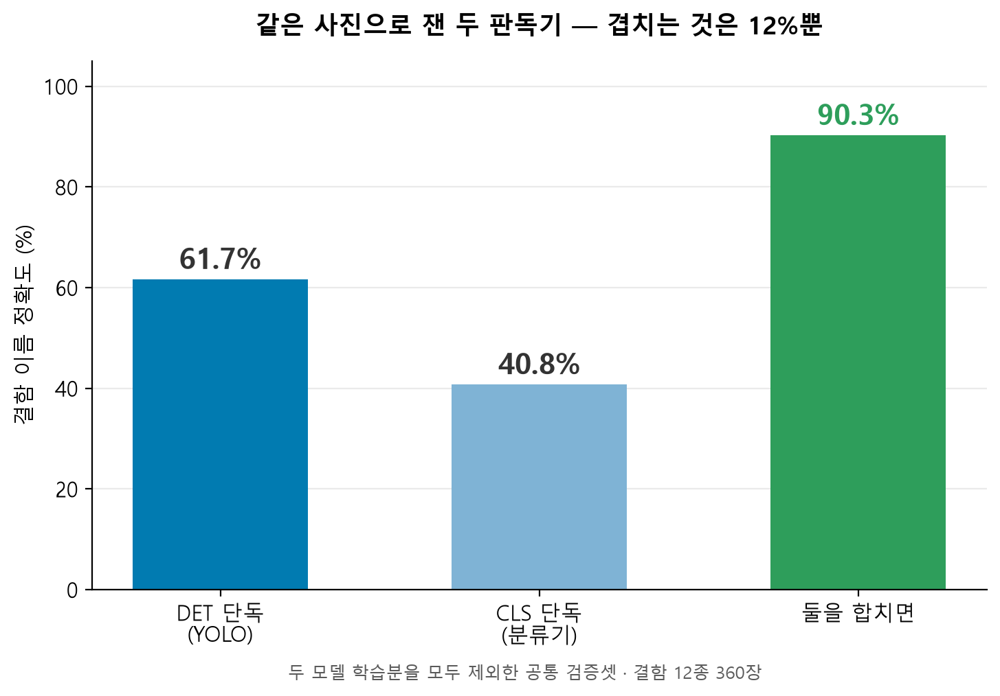 같은 사진으로 잰 두 판독기 — 겹치는 것은 12%뿐
결함 이름 정확도 (%)
100
80
60
40
20
0
61.7%
40.8%
90.3%
DET 단독
(YOLO)
CLS 단독
(분류기)
둘을 합치면
두 모델 학습분을 모두 제외한 공통 검증셋 · 결함 12종 360장